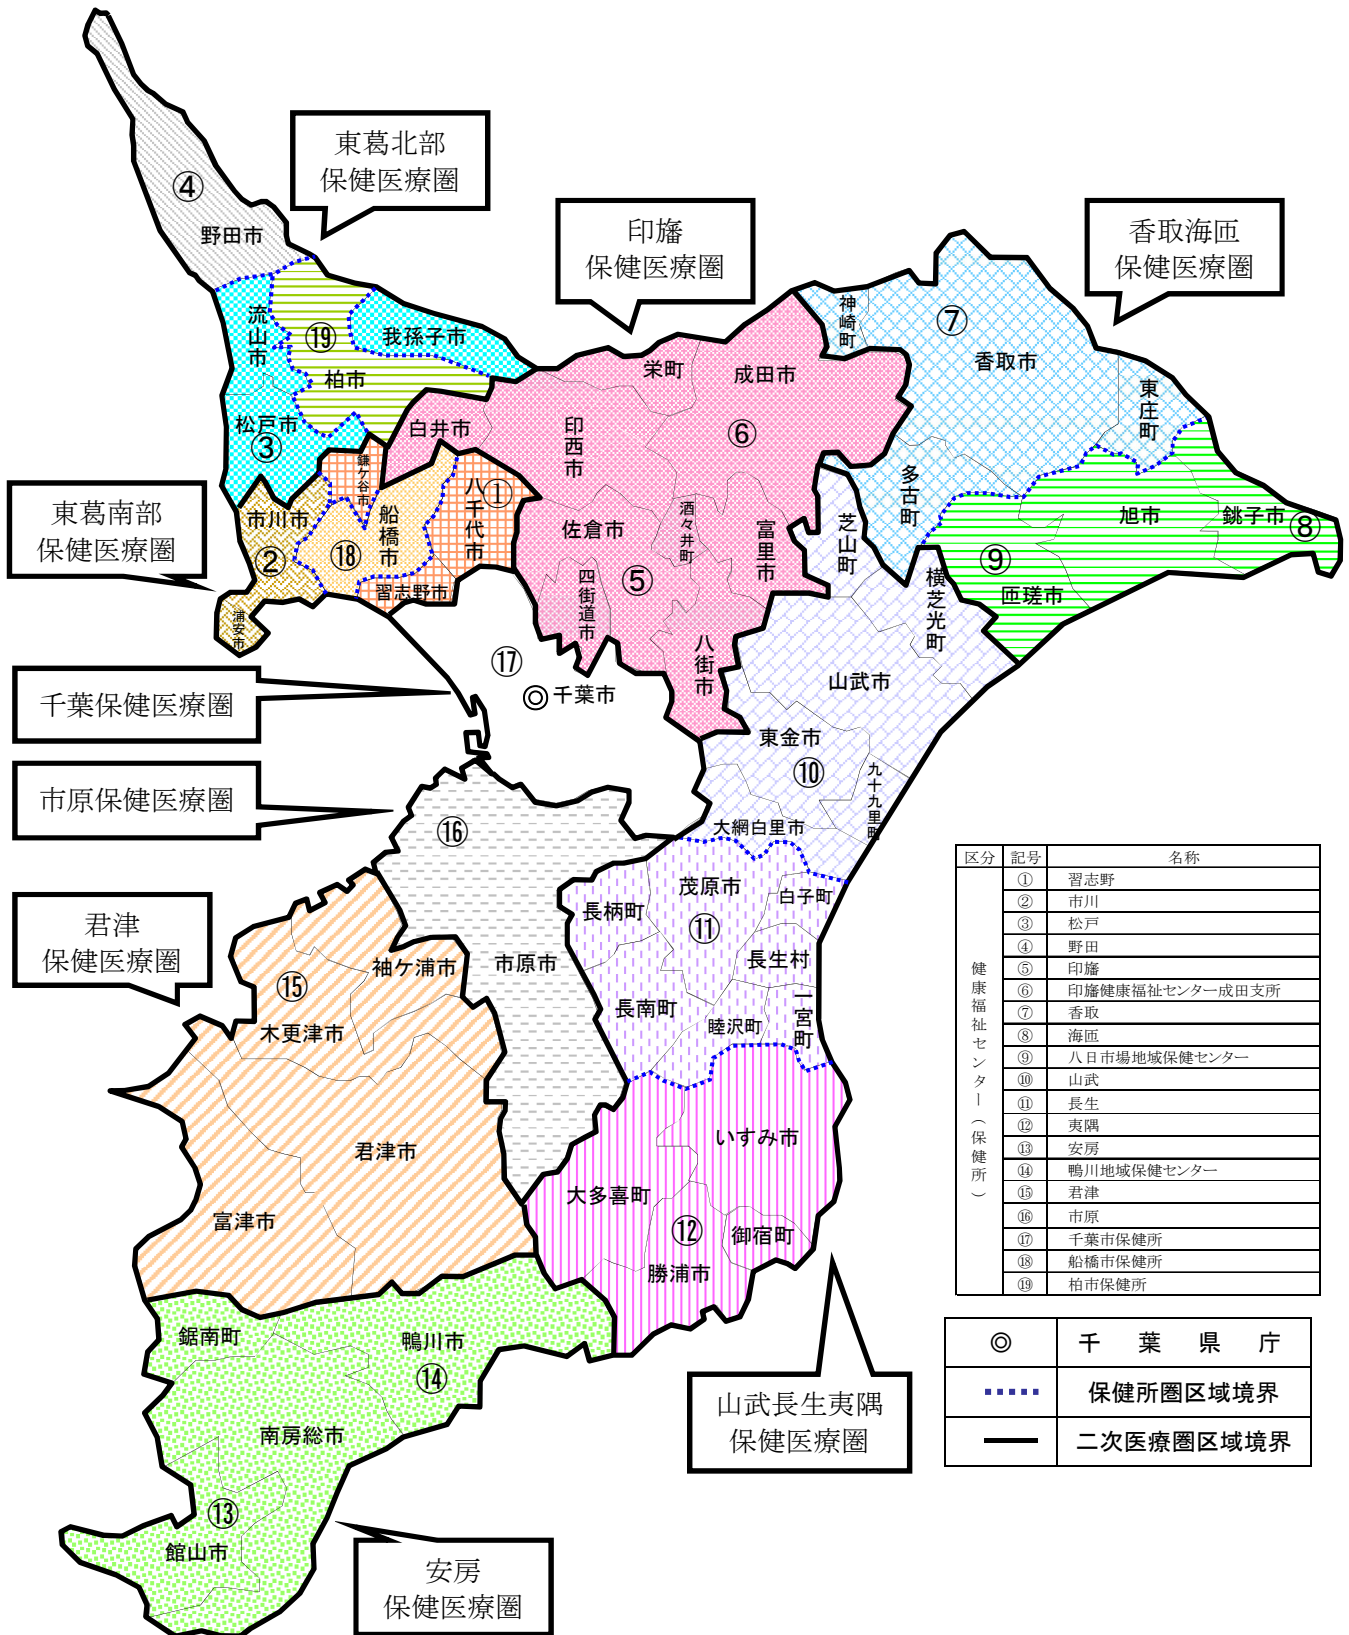 東葛北部
保健医療圏
④
野田市
印旛
保健医療圏
香取海匝
保健医療圏
流山市
⑲
柏市
我孫子市
松戸市
③
神崎町
⑦
香取市
東庄町
栄町
成田市
⑥
白井市
印西市
多古町
東葛南部
保健医療圏
市川市
②
浦安市
鎌ケ谷市
船橋市
⑱
八千代市
①
習志野市
佐倉市
酒々井町
富里市
⑤
四街道市
八街市
芝山町
横芝光町
旭市
銚子市
⑧
⑨
匝瑳市
千葉保健医療圏
⑰
◎千葉市
山武市
東金市
⑩
九十九里町
大網白里市
市原保健医療圏
⑯
市原市
茂原市
⑪
長柄町
白子町
長生村
長南町
睦沢町
一宮町
君津
保健医療圏
袖ケ浦市
⑮
木更津市
君津市
富津市
いすみ市
大多喜町
⑫
御宿町
勝浦市
鋸南町
鴨川市
⑭
南房総市
⑬
館山市
山武長生夷隅
保健医療圏
安房
保健医療圏
区分 記号 名称
健康福祉センター(保健所)
① 習志野
② 市川
③ 松戸
④ 野田
⑤ 印旛
⑥ 印旛健康福祉センター成田支所
⑦ 香取
⑧ 海匝
⑨ 八日市場地域保健センター
⑩ 山武
⑪ 長生
⑫ 夷隅
⑬ 安房
⑭ 鴨川地域保健センター
⑮ 君津
⑯ 市原
⑰ 千葉市保健所
⑱ 船橋市保健所
⑲ 柏市保健所
◎ 千葉県庁
保健所圏区域境界
二次医療圏区域境界